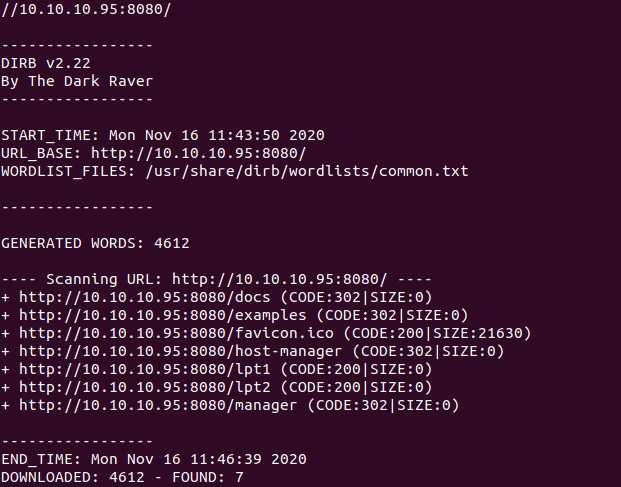 //10.10.10.95:8080/
-----------------
DIRB v2.22
By The Dark Raver
-----------------
START_TIME: Mon Nov 16 11:43:50 2020
URL_BASE: http://10.10.10.95:8080/
WORDLIST_FILES: /usr/share/dirb/wordlists/common.txt
-----------------
GENERATED WORDS: 4612
---- Scanning URL: http://10.10.10.95:8080/ ----
+ http://10.10.10.95:8080/docs (CODE:302|SIZE:0)
+ http://10.10.10.95:8080/examples (CODE:302|SIZE:0)
+ http://10.10.10.95:8080/favicon.ico (CODE:200|SIZE:21630)
+ http://10.10.10.95:8080/host-manager (CODE:302|SIZE:0)
+ http://10.10.10.95:8080/lpt1 (CODE:200|SIZE:0)
+ http://10.10.10.95:8080/lpt2 (CODE:200|SIZE:0)
+ http://10.10.10.95:8080/manager (CODE:302|SIZE:0)
-----------------
END_TIME: Mon Nov 16 11:46:39 2020
DOWNLOADED: 4612 - FOUND: 7